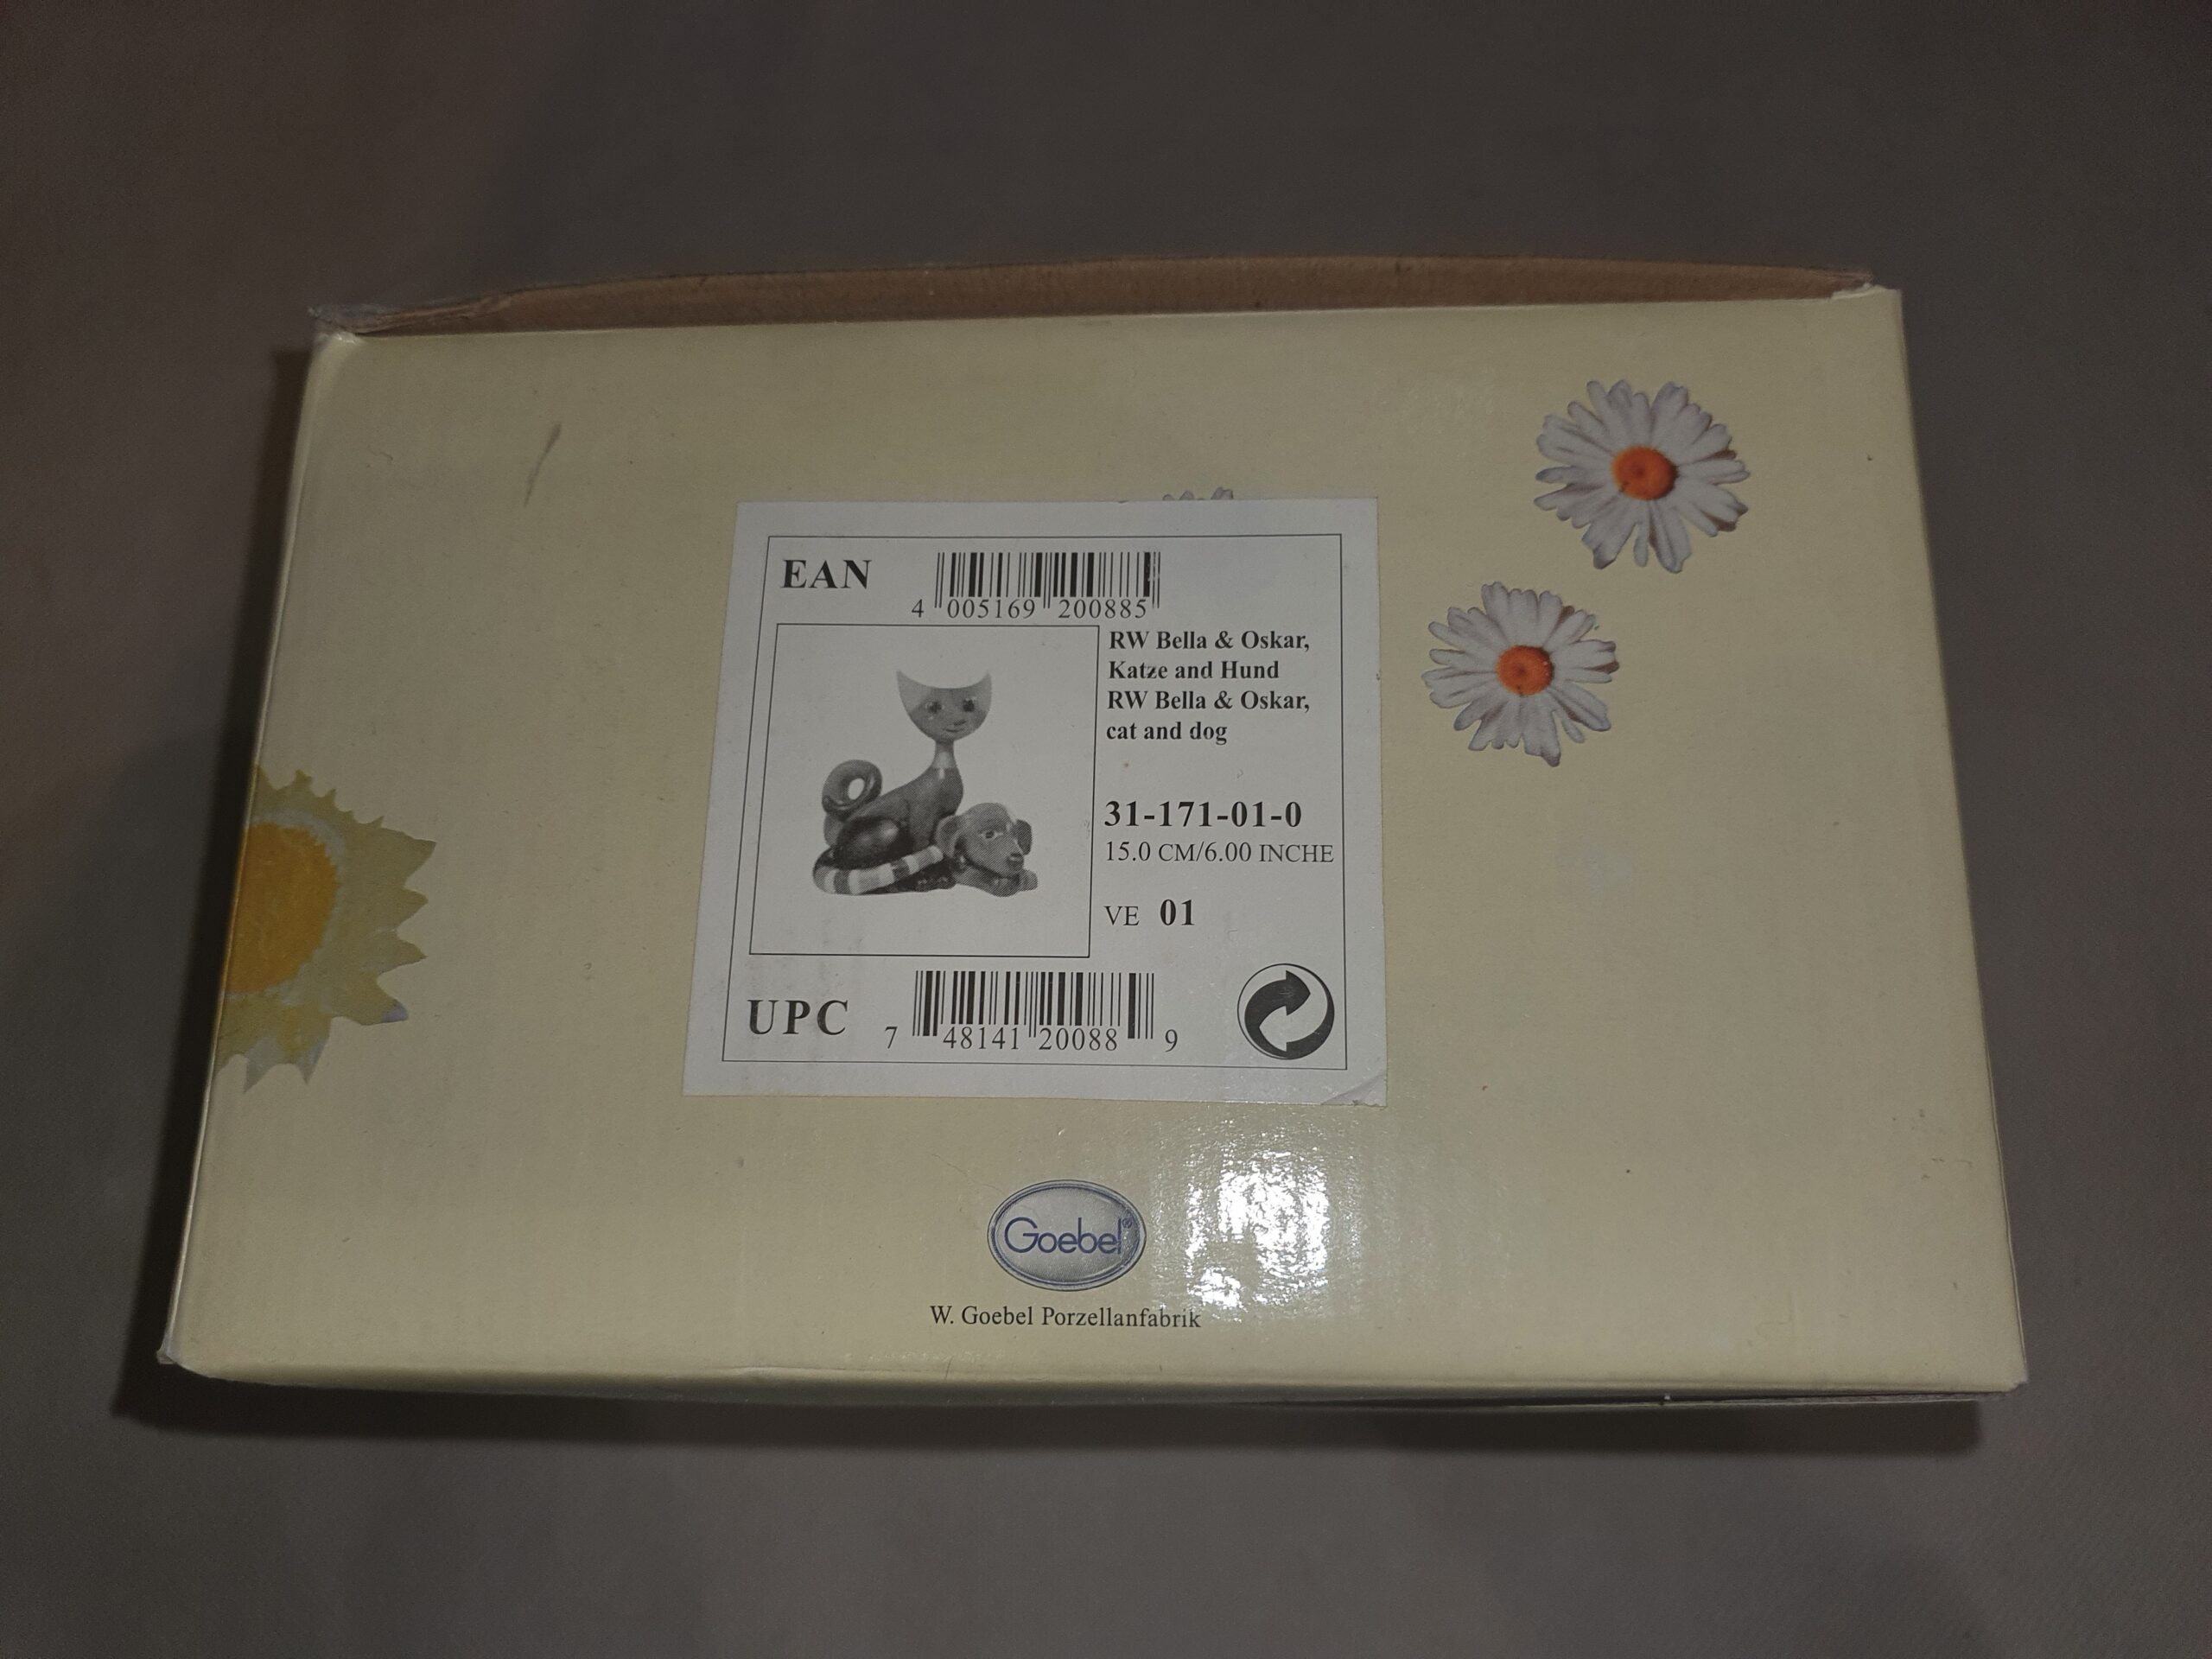 EAN
4 005169 200885
RW Bella & Oskar,
Katze and Hund
RW Bella & Oskar,
cat and dog
31-171-01-0
15.0 CM/6.00 INCHE
VE 01
UPC
7 48141 20088 9
Goebel®
W. Goebel Porzellanfabrik